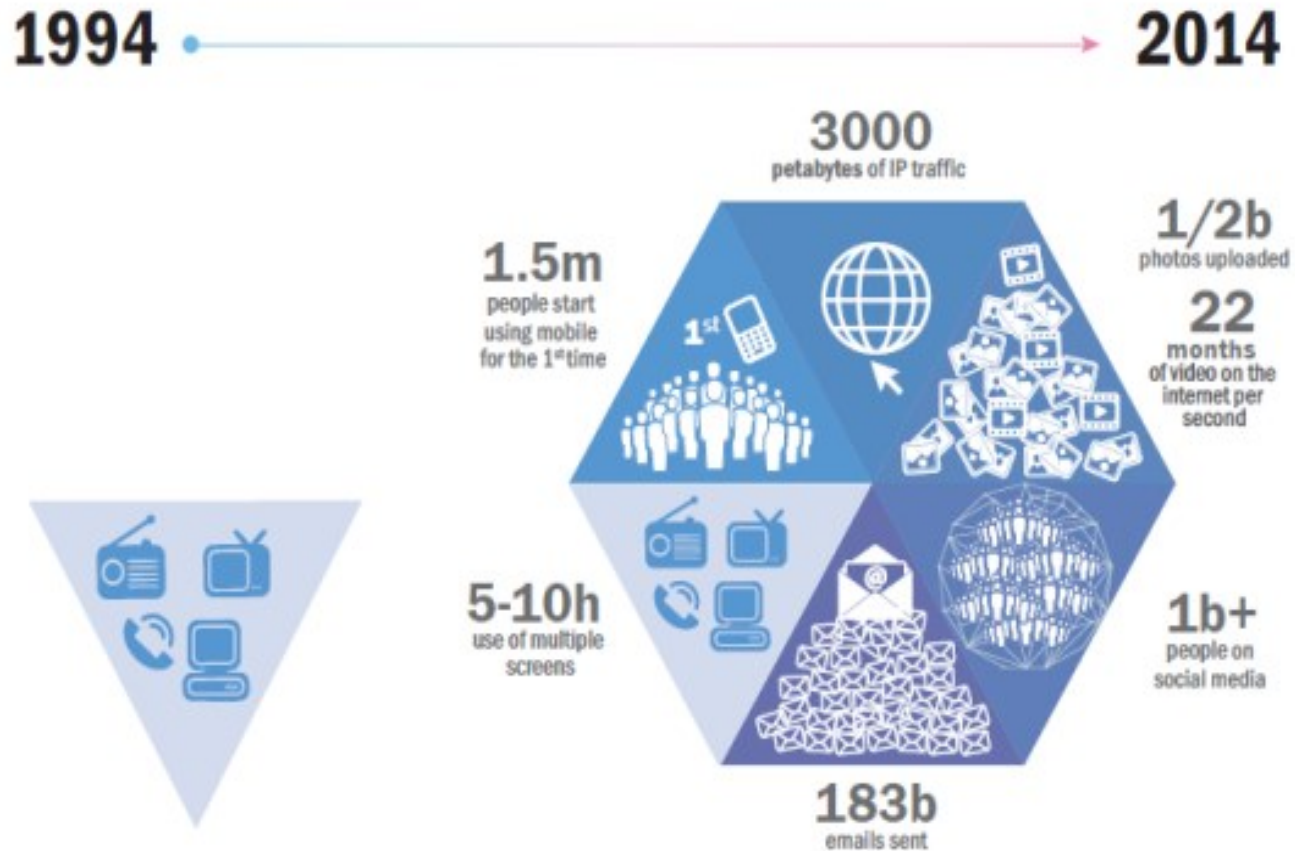 1994
2014
3000
petabytes of IP traffic
1.5m
people start
using mobile
for the 1st time
1st
1/2b
photos uploaded
22
months
of video on the
internet per
second
5-10h
use of multiple
screens
@
1b+
people on
social media
183b
emails sent